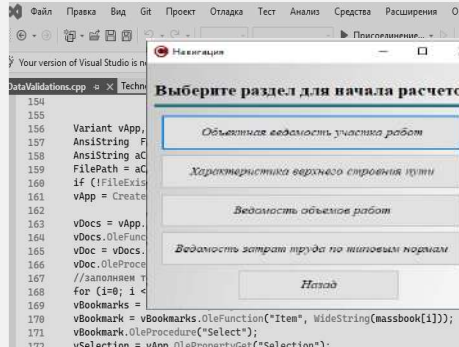 Файл Правка Вид Git Проект Отладка Тест Анализ Средства Расширения
Присоединение...
Your version of Visual Studio is
DataValidations.cpp
Навигация
Выберите раздел для начала расчето
Объектная ведомость участка работ
Характеристика верхнего строения пути
Ведомость объемов работ
Ведомость затрат труда по типовым нормам
Назад
154
155
156 Variant vApp,
157 AnsiString F
158 AnsiString aC
159 FilePath = aC
160 if (!FileExis
161 vApp = Create
162
163 vDocs = vApp.
164 vDocs.OleFunc
165 vDoc = vDocs.
166 vDoc.OleProce
167 //заполняем т
168 for (i=0; i <
169 vBookmarks =
170 vBookmark = vBookmarks.OleFunction("Item", WideString(massbook[i]));
171 vBookmark.OleProcedure("Select");
172 vSelection = vApp.OlePropertyGet("Selection");